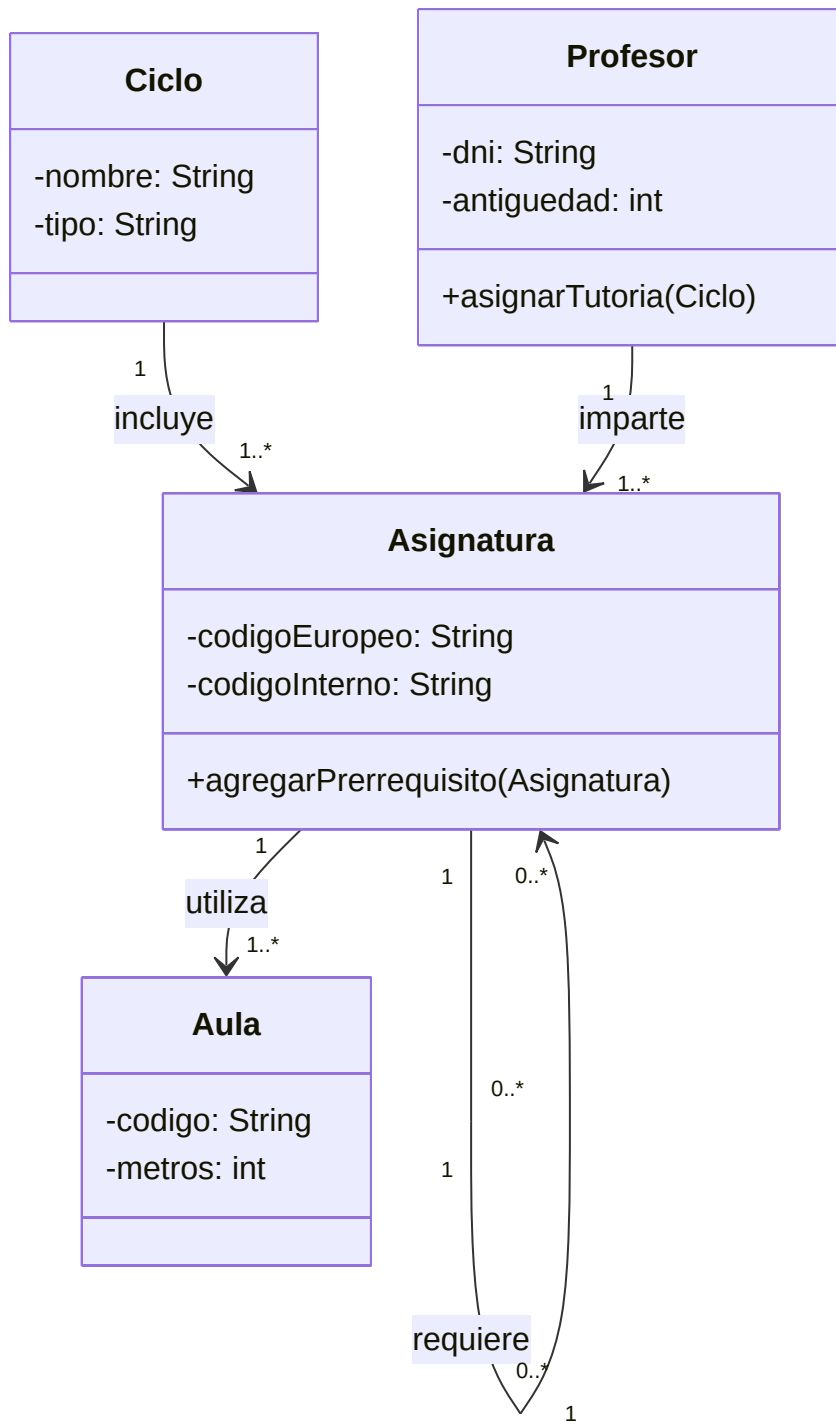 Ciclo
-nombre: String
-tipo: String
Profesor
-dni: String
-antiguedad: int
+asignarTutoria(Ciclo)
1
incluye
1..*
1
imparte
1..*
Asignatura
-codigoEuropeo: String
-codigoInterno: String
+agregarPrerrequisito(Asignatura)
1
utiliza
1..*
1
0..*
Aula
-codigo: String
-metros: int
0..*
1
requiere
0..*
1